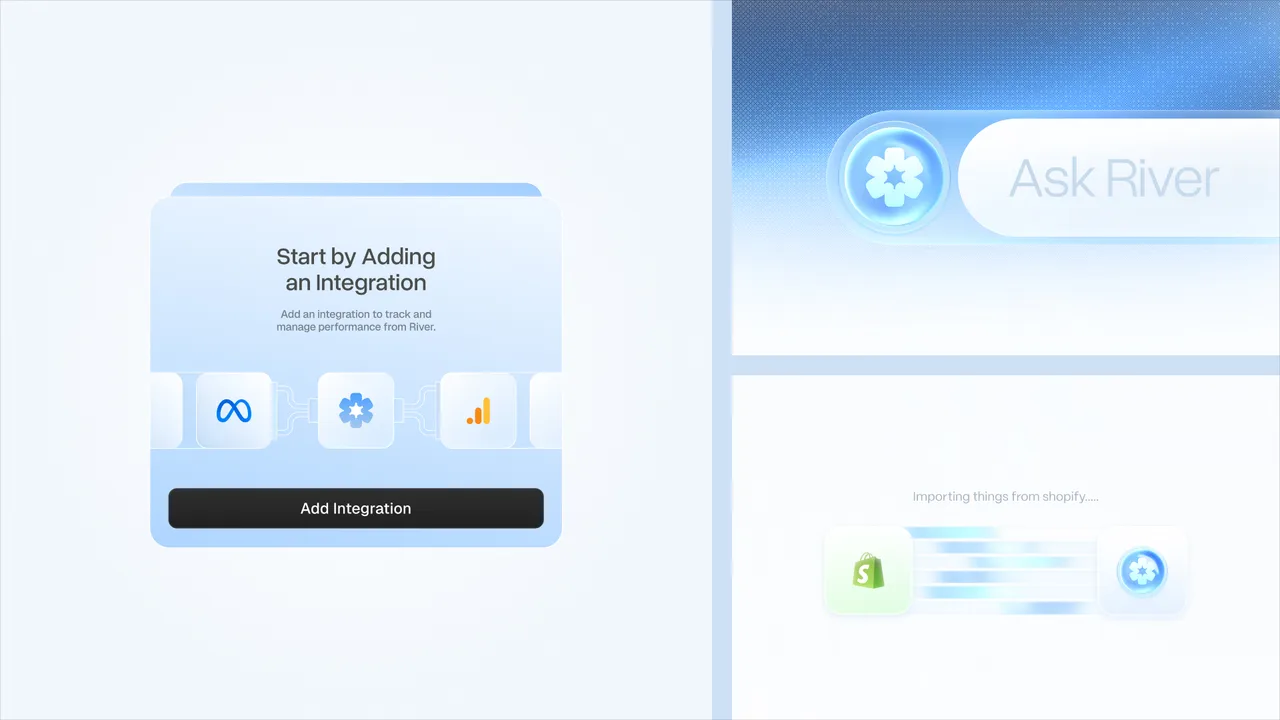 Start by Adding
an Integration
Add an integration to track and
manage performance from River.
Add Integration
Ask River
Importing things from shopify.....